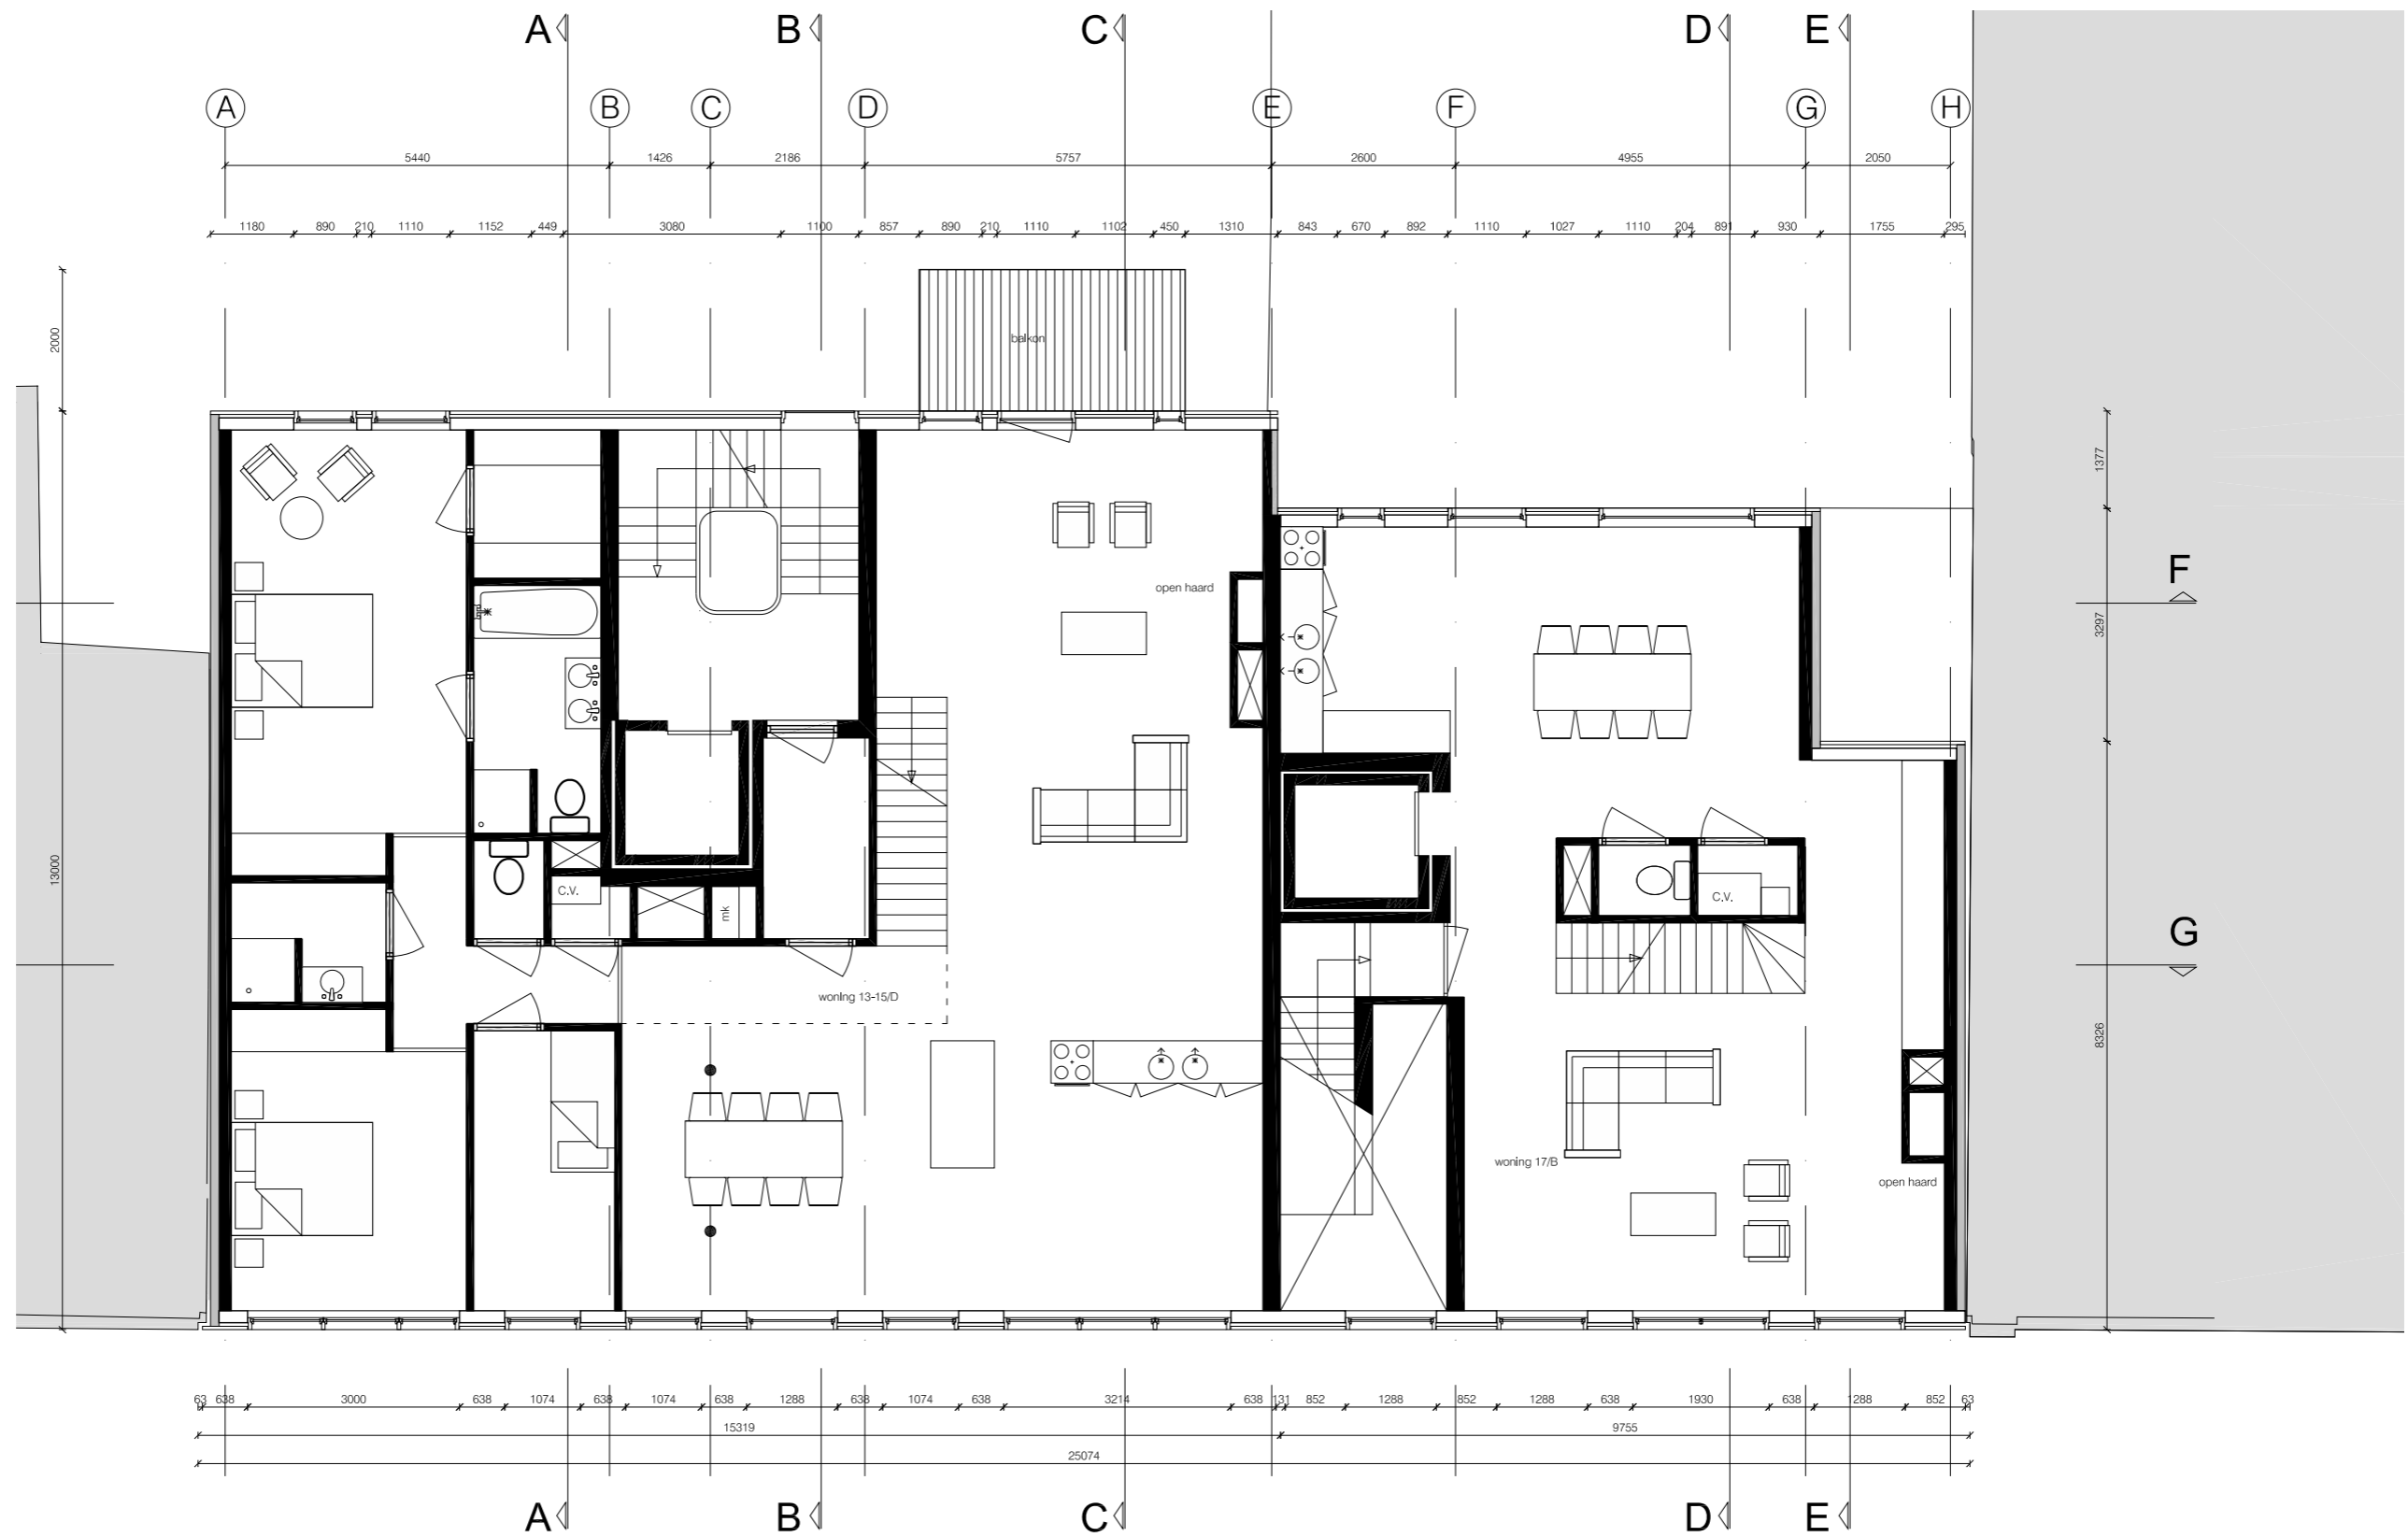 A B C D E
A B C D E F G H
5440 1426 2186 5757 2600 4955 2050
1180 890 210 1110 1152 449 3080 1100 857 890 210 1110 1102 450 1310 843 670 892 1110 1027 1110 204 891 930 1755 295
2000
balkon
1377
F
open haard
3297
13000
C.V.
mk
C.V.
G
woning 13-15/D
8326
woning 17/B
open haard
63 638 3000 638 1074 638 1074 638 1288 638 1074 638 3214 638 131 852 1288 852 1288 638 1930 638 1288 852 63
15319 9755
25074
A B C D E